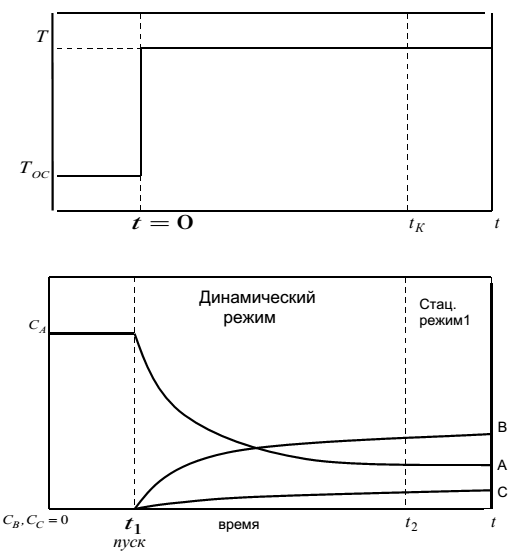 T
T_OC
t = 0
t_K
t
Динамический
режим
Стац.
режим1
C_A
B
A
C
C_B, C_C = 0
t_1
время
t_2
t
пуск